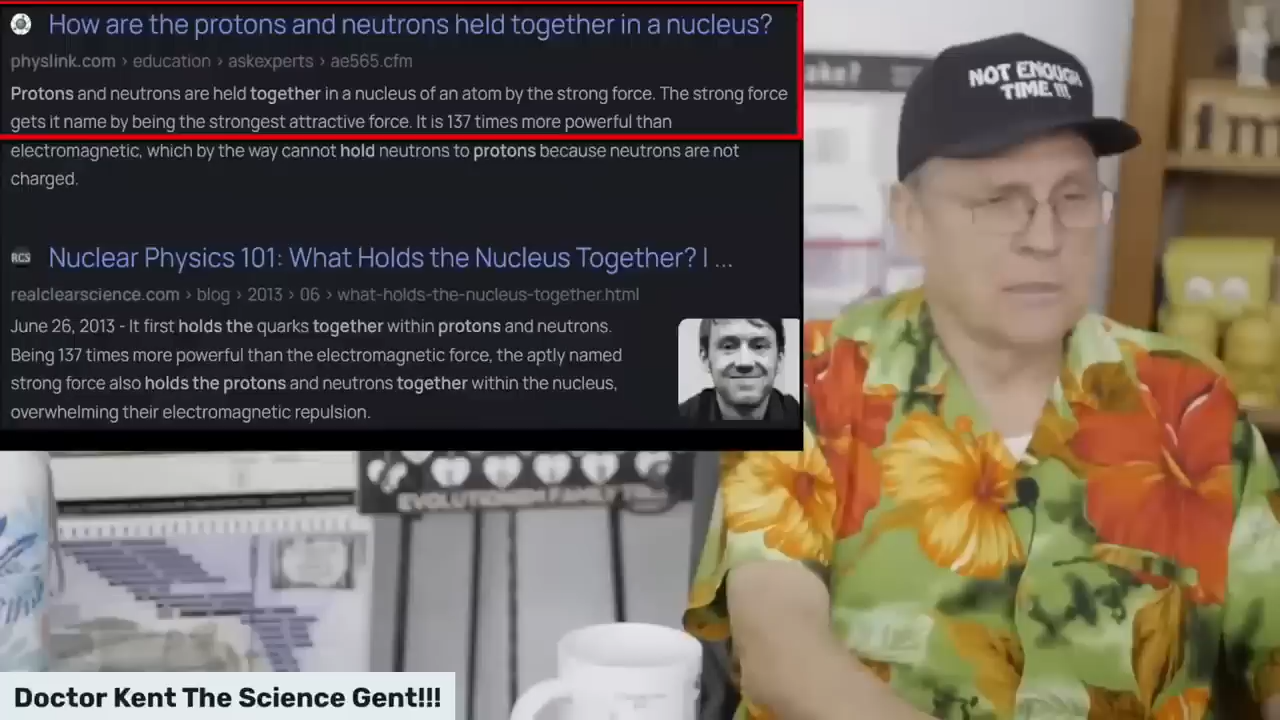 How are the protons and neutrons held together in a nucleus?
physlink.com › education › askexperts › ae565.cfm
Protons and neutrons are held together in a nucleus of an atom by the strong force. The strong force
gets it name by being the strongest attractive force. It is 137 times more powerful than
electromagnetic, which by the way cannot hold neutrons to protons because neutrons are not
charged.
RCS
Nuclear Physics 101: What Holds the Nucleus Together? | ...
realclearscience.com › blog › 2013 › 06 › what-holds-the-nucleus-together.html
June 26, 2013 - It first holds the quarks together within protons and neutrons.
Being 137 times more powerful than the electromagnetic force, the aptly named
strong force also holds the protons and neutrons together within the nucleus,
overwhelming their electromagnetic repulsion.
NOT ENOUGH
TIME !!!
Doctor Kent The Science Gent!!!